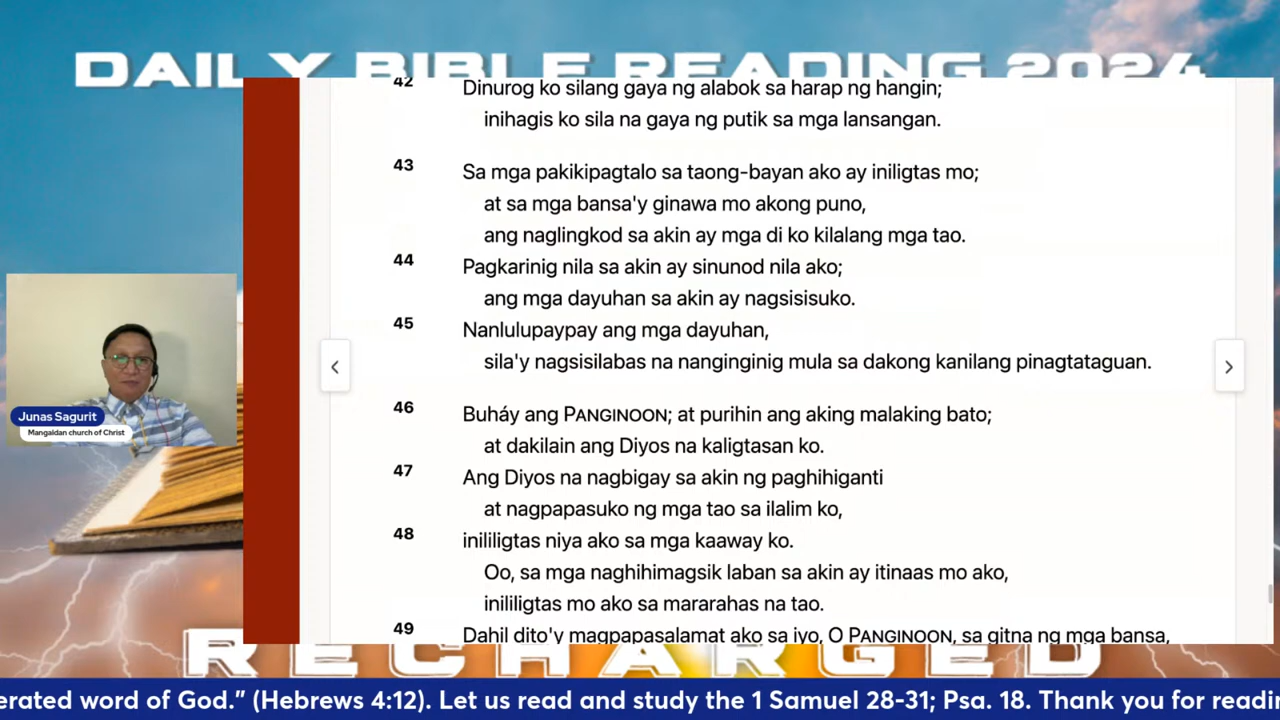 DAILY BIBLE READING 2024
42 Dinurog ko silang gaya ng alabok sa harap ng hangin;
inihagis ko sila na gaya ng putik sa mga lansangan.
43 Sa mga pakikipagtalo sa taong-bayan ako ay iniligtas mo;
at sa mga bansa'y ginawa mo akong puno,
ang naglingkod sa akin ay mga di ko kilalang mga tao.
44 Pagkarinig nila sa akin ay sinunod nila ako;
ang mga dayuhan sa akin ay nagsisisuko.
45 Nanlulupaypay ang mga dayuhan,
sila'y nagsisilabas na nanginginig mula sa dakong kanilang pinagtataguan.
46 Buháy ang PANGINOON; at purihin ang aking malaking bato;
at dakilain ang Diyos na kaligtasan ko.
47 Ang Diyos na nagbigay sa akin ng paghihiganti
at nagpapasuko ng mga tao sa ilalim ko,
48 inililigtas niya ako sa mga kaaway ko.
Oo, sa mga naghihimagsik laban sa akin ay itinaas mo ako,
inililigtas mo ako sa mararahas na tao.
49 Dahil dito'y magpapasalamat ako sa iyo, O PANGINOON, sa gitna ng mga bansa,
Junas Sagurit
Mangaldan church of Christ
RECHARGED
erated word of God.” (Hebrews 4:12). Let us read and study the 1 Samuel 28-31; Psa. 18. Thank you for readi